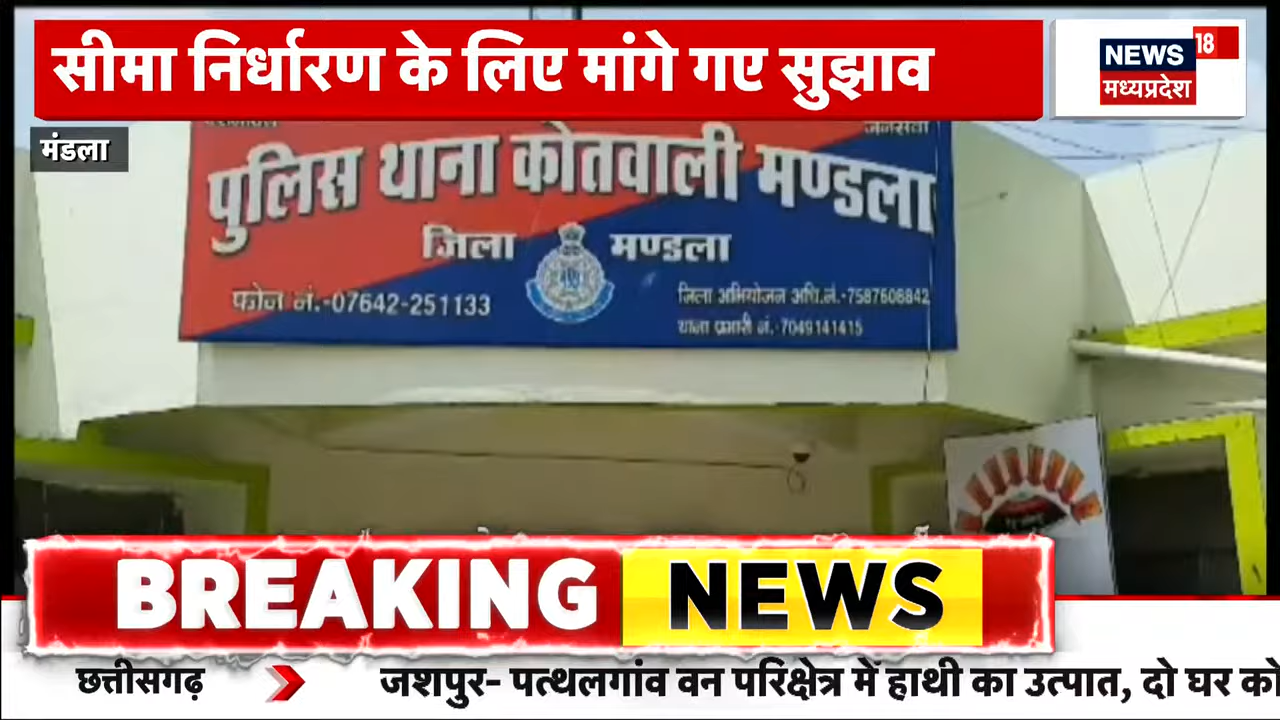 सीमा निर्धारण के लिए मांगे गए सुझाव
NEWS 18
मध्यप्रदेश
मंडला
जनसेवा
पुलिस थाना कोतवाली मण्डला
जिला मण्डला
फोन नं.-07642-251133
जिला अभियोजन अधि.नं.-7587608842
थाना प्रभारी नं.-7049141415
BREAKING NEWS
छत्तीसगढ़
जशपुर- पत्थलगांव वन परिक्षेत्र में हाथी का उत्पात, दो घर को